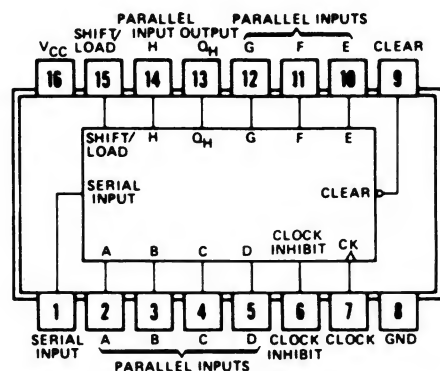 PARALLEL PARALLEL INPUTS
SHIFT/ INPUT OUTPUT
VCC LOAD H QH G F E CLEAR
16 15 14 13 12 11 10 9
SHIFT/ H QH G F E
LOAD
SERIAL
INPUT
CLEAR
CLOCK
A B C D INHIBIT CK
1 2 3 4 5 6 7 8
SERIAL A B C D CLOCK CLOCK GND
INPUT INHIBIT
PARALLEL INPUTS